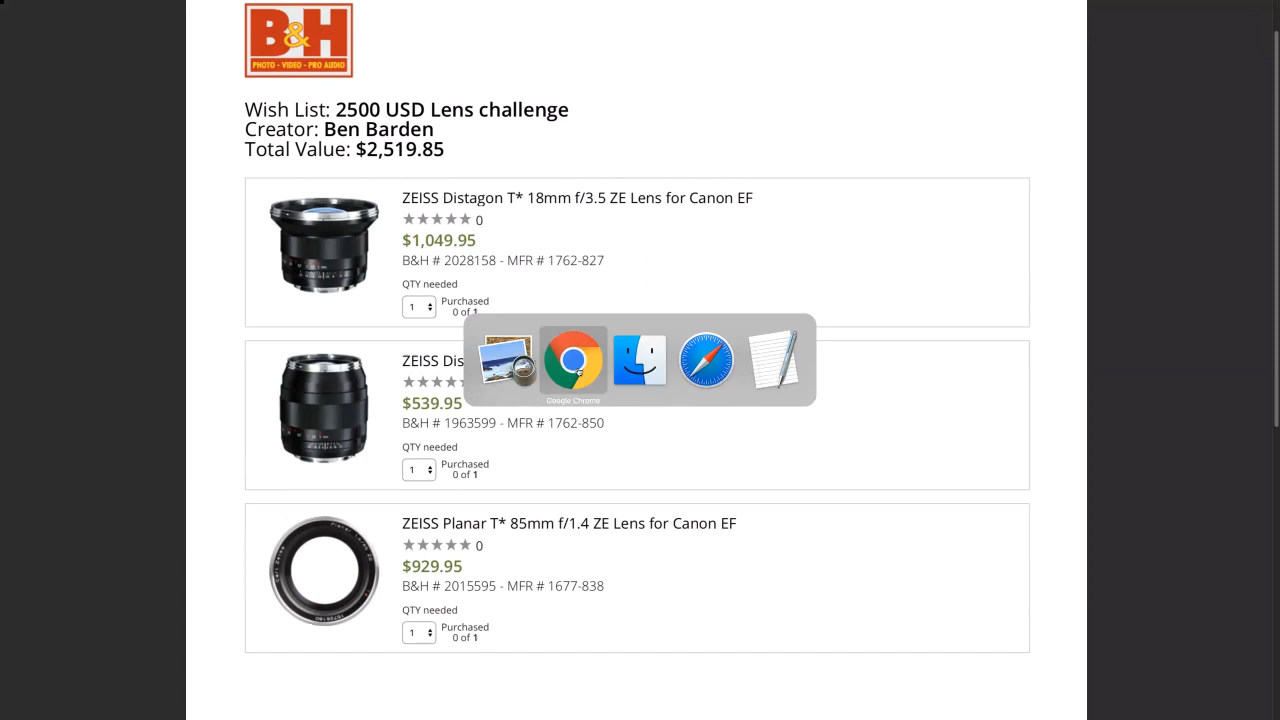 B&H
PHOTO - VIDEO - PRO AUDIO
Wish List: 2500 USD Lens challenge
Creator: Ben Barden
Total Value: $2,519.85
ZEISS Distagon T* 18mm f/3.5 ZE Lens for Canon EF
0
$1,049.95
B&H # 2028158 - MFR # 1762-827
QTY needed
1 Purchased
0 of 1
Google Chrome
ZEISS Dis
$539.95
B&H # 1963599 - MFR # 1762-850
QTY needed
1 Purchased
0 of 1
ZEISS Planar T* 85mm f/1.4 ZE Lens for Canon EF
0
$929.95
B&H # 2015595 - MFR # 1677-838
QTY needed
1 Purchased
0 of 1